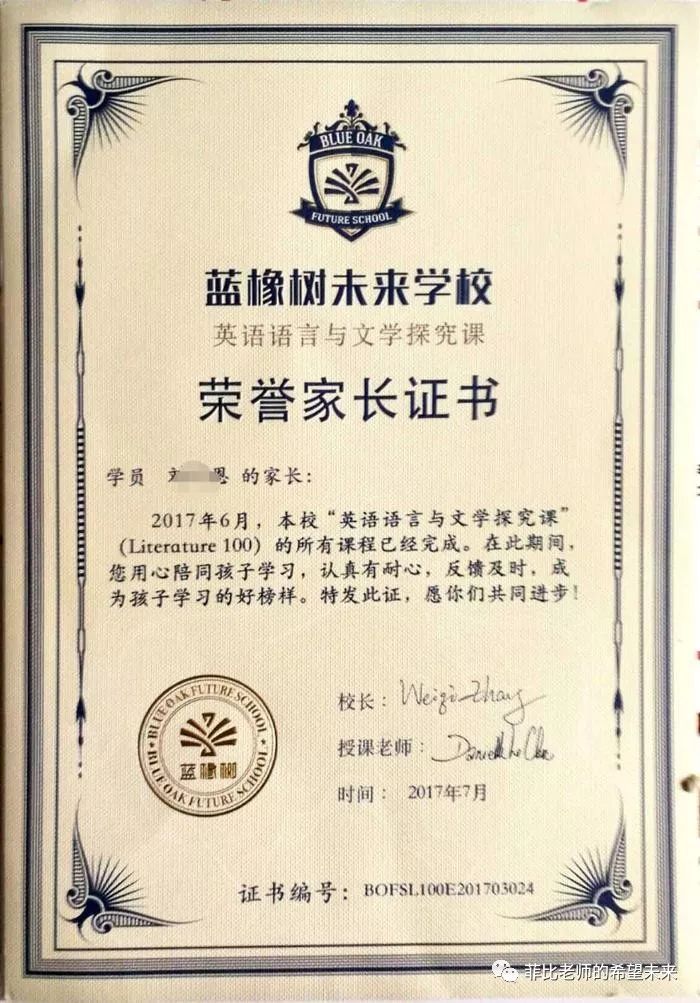 BLUE OAK
FUTURE SCHOOL
蓝橡树未来学校
英语语言与文学探究课
荣誉家长证书
学员 恩 的家长：
2017年6月，本校“英语语言与文学探究课”
（Literature 100）的所有课程已经完成。在此期间，
您用心陪同孩子学习，认真有耐心，反馈及时，成
为孩子学习的好榜样。特发此证，愿你们共同进步！
BLUE OAK FUTURE SCHOOL
蓝橡树
BLUE OAK FUTURE SCHOOL
校长： Weiqi Zhang
授课老师：
时间： 2017年7月
证书编号： BOFSL100E201703024
菲比老师的希望未来